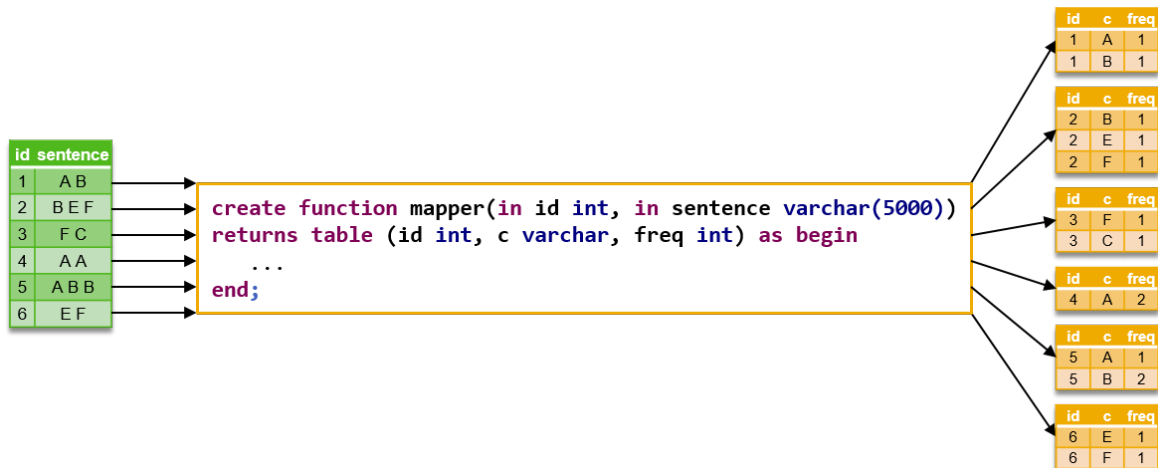 id sentence
1 A B
2 B E F
3 F C
4 A A
5 A B B
6 E F
create function mapper(in id int, in sentence varchar(5000))
returns table (id int, c varchar, freq int) as begin
...
end;
id c freq
1 A 1
1 B 1
id c freq
2 B 1
2 E 1
2 F 1
id c freq
3 F 1
3 C 1
id c freq
4 A 2
id c freq
5 A 1
5 B 2
id c freq
6 E 1
6 F 1